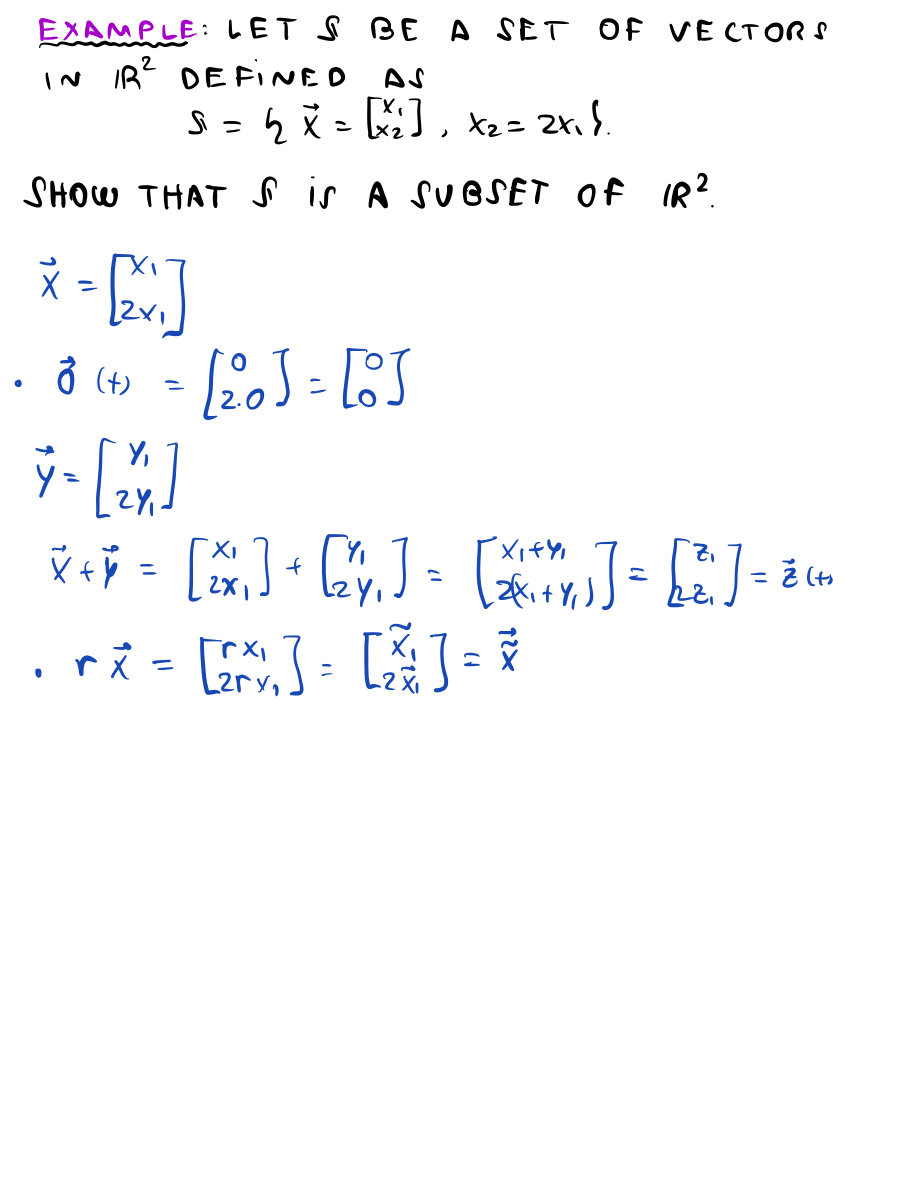 EXAMPLE: LET S BE A SET OF VECTORS
IN ℝ² DEFINED AS
S = { x⃗ = [x₁ x₂], x₂ = 2x₁}.
SHOW THAT S IS A SUBSET OF ℝ².
x⃗ = [x₁ 2x₁]
• 0⃗ (+) = [0 2·0] = [0 0]
y⃗ = [y₁ 2y₁]
x⃗ + y⃗ = [x₁ 2x₁] + [y₁ 2y₁] = [x₁+y₁ 2(x₁+y₁)] = [z₁ 2z₁] = z⃗ (+)
• r x⃗ = [rx₁ 2rx₁] = [x̃₁ 2x⃗₁] = x̃⃗